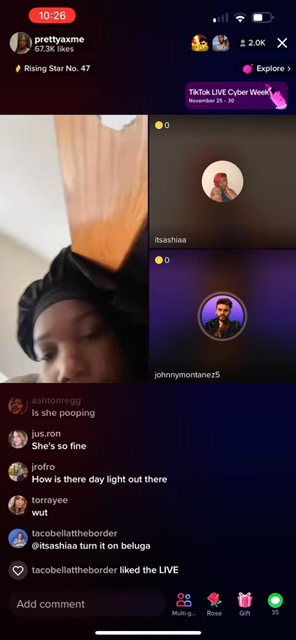 10:26
prettyaxme
67.3K likes
2.0K
Rising Star No. 47
Explore >
TikTok LIVE Cyber Week
November 25 - 30
0
itsashiaa
0
johnnymontanez5
ashtonregg
Is she pooping
jus.ron
She's so fine
jrofro
How is there day light out there
torrayee
wut
tacobellattheborder
@itsashiaa turn it on beluga
tacobellattheborder liked the LIVE
Add comment
Multi-g...
Rose
Gift
35